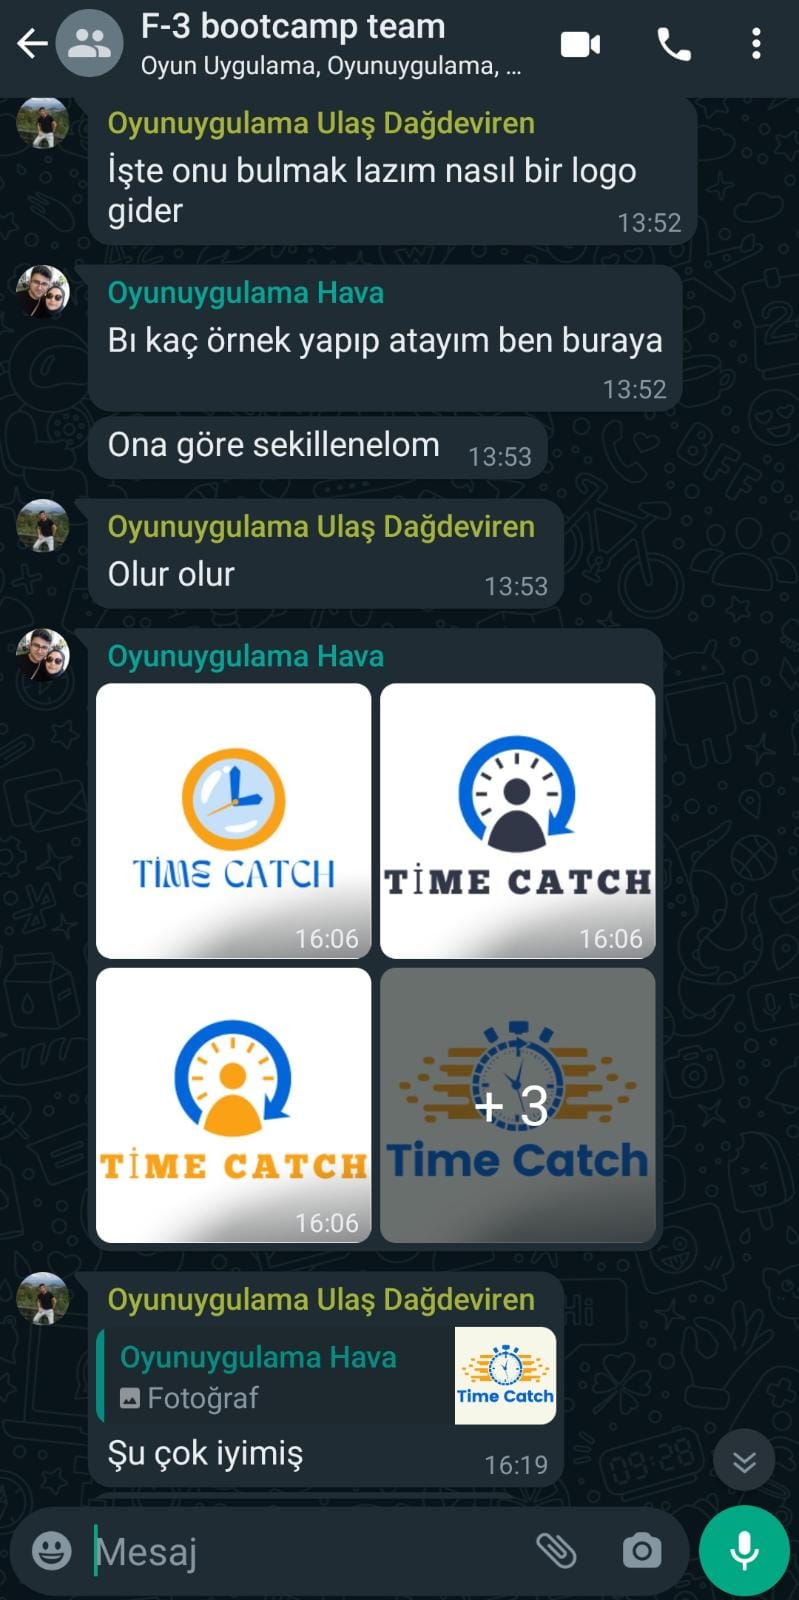 F-3 bootcamp team
Oyun Uygulama, Oyunuygulama, ...
Oyunuygulama Ulaş Dağdeviren
İşte onu bulmak lazım nasıl bir logo
gider
13:52
Oyunuygulama Hava
Bı kaç örnek yapıp atayım ben buraya
13:52
Ona göre sekillenelom
13:53
Oyunuygulama Ulaş Dağdeviren
Olur olur
13:53
Oyunuygulama Hava
TİME CATCH
16:06
TİME CATCH
16:06
TİME CATCH
16:06
+ 3
Time Catch
Oyunuygulama Ulaş Dağdeviren
Oyunuygulama Hava
Fotoğraf
Time Catch
Şu çok iyimiş
16:19
Mesaj